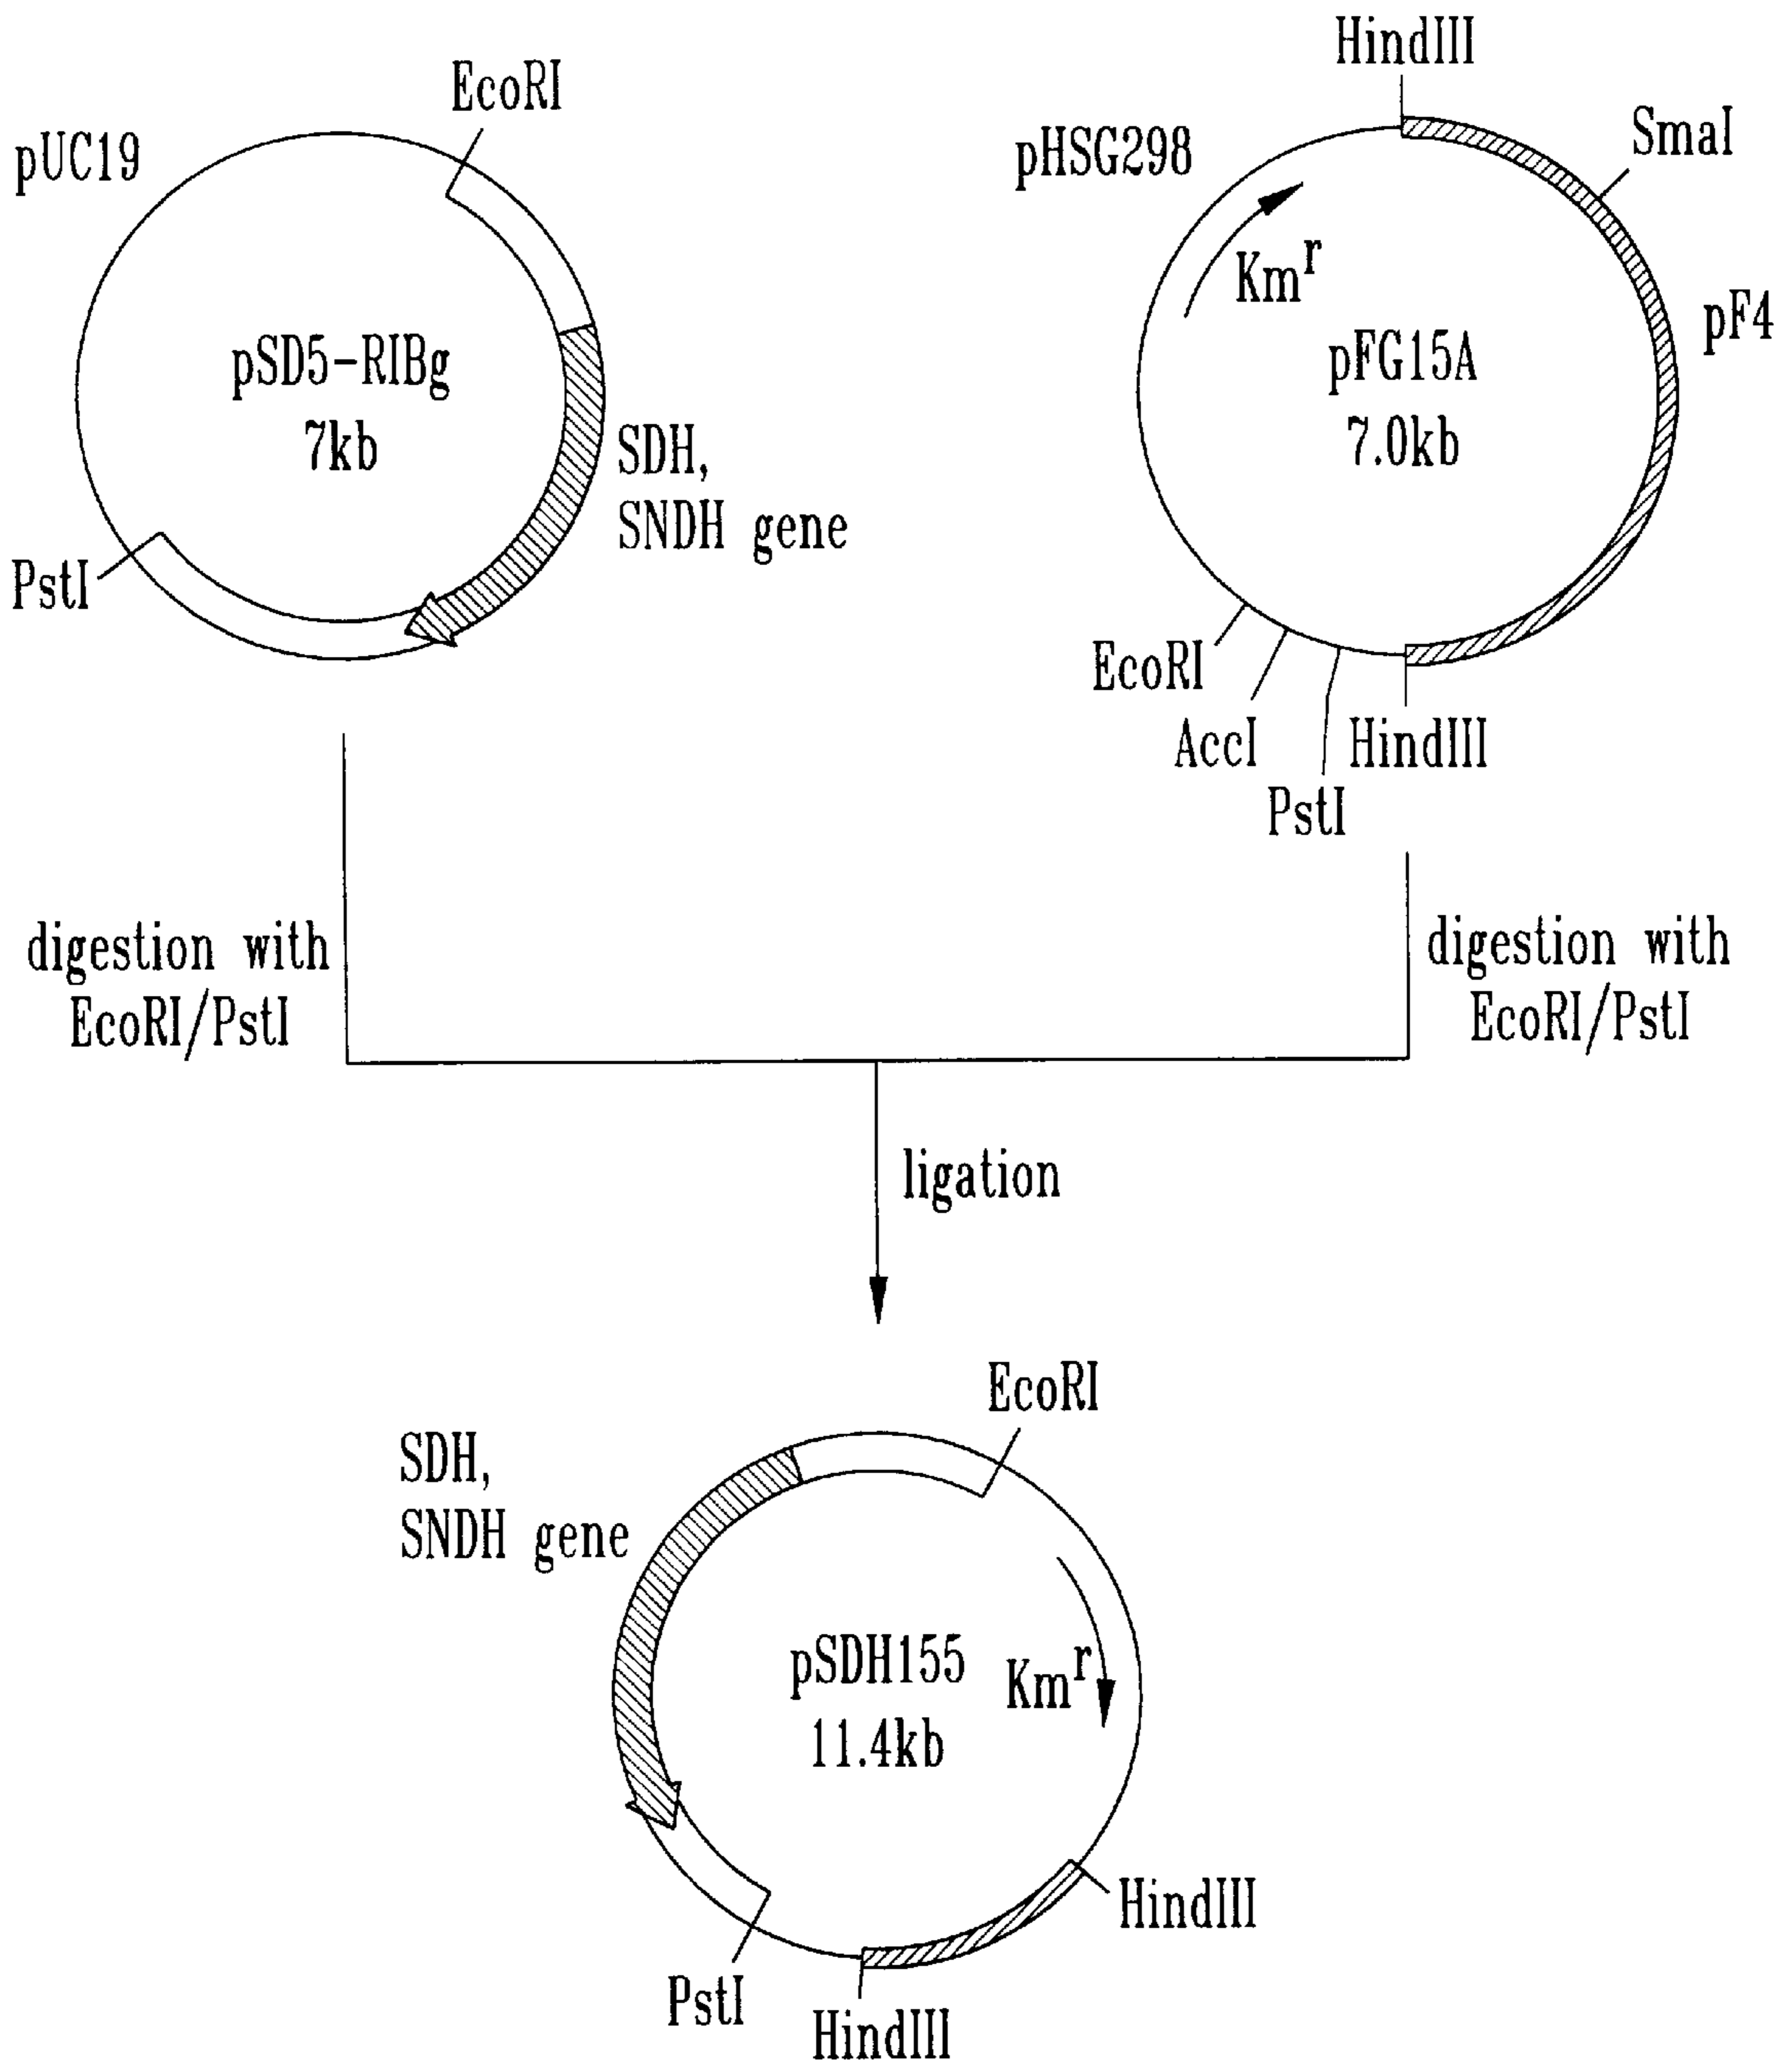 pUC19
EcoRI
pSD5-RIBg
7kb
SDH,
SNDH gene
PstI
HindIII
pHSG298
SmaI
Km^r
pF4
pFG15A
7.0kb
EcoRI
AccI
PstI
HindIII
digestion with
EcoRI/PstI
digestion with
EcoRI/PstI
ligation
EcoRI
SDH,
SNDH gene
pSDH155
11.4kb
Km^r
HindIII
PstI
HindIII